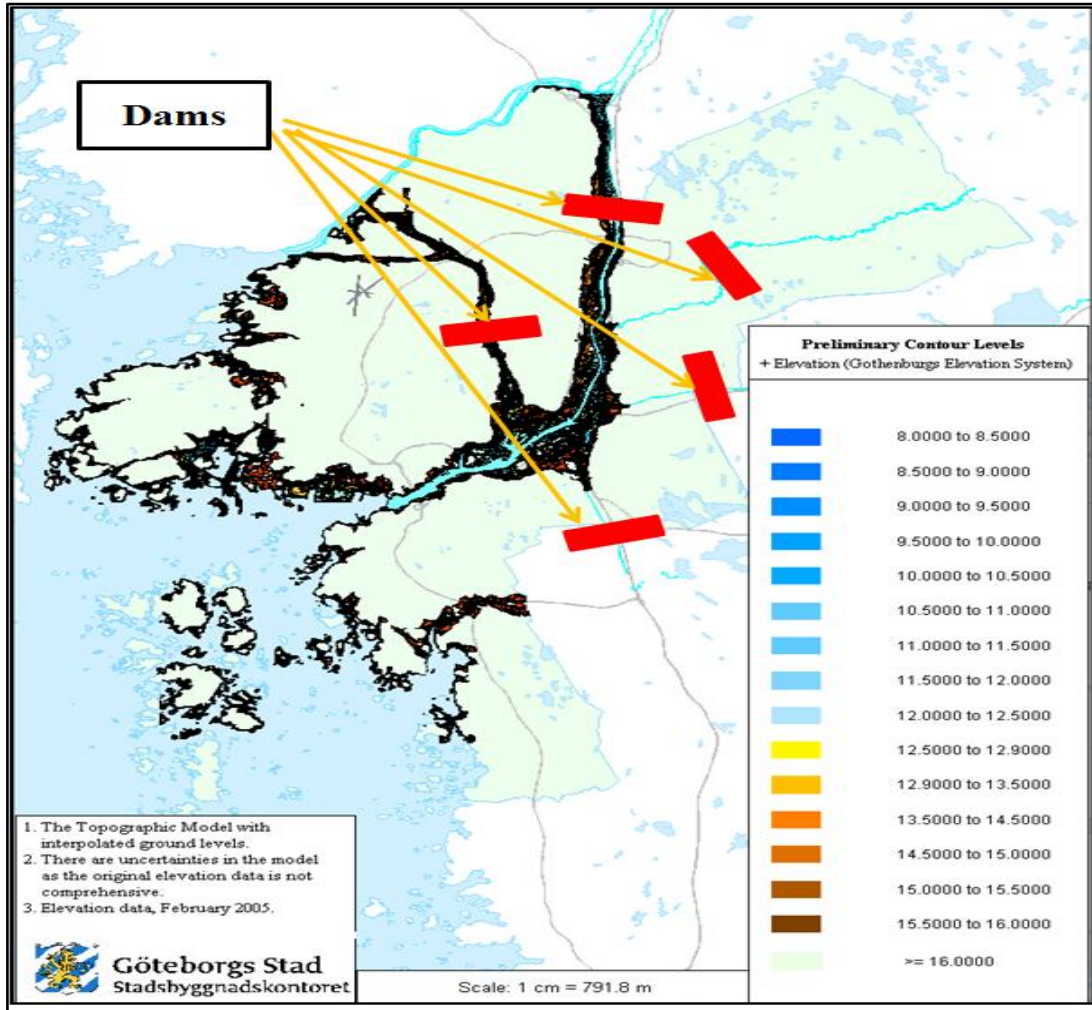 Dams
Preliminary Contour Levels
+ Elevation (Gothenburgs Elevation System)
8.0000 to 8.5000
8.5000 to 9.0000
9.0000 to 9.5000
9.5000 to 10.0000
10.0000 to 10.5000
10.5000 to 11.0000
11.0000 to 11.5000
11.5000 to 12.0000
12.0000 to 12.5000
12.5000 to 12.9000
12.9000 to 13.5000
13.5000 to 14.5000
14.5000 to 15.0000
15.0000 to 15.5000
15.5000 to 16.0000
>= 16.0000
1. The Topographic Model with
interpolated ground levels.
2. There are uncertainties in the model
as the original elevation data is not
comprehensive.
3. Elevation data, February 2005.
Göteborgs Stad
Stadsbyggnadskontoret
Scale: 1 cm = 791.8 m